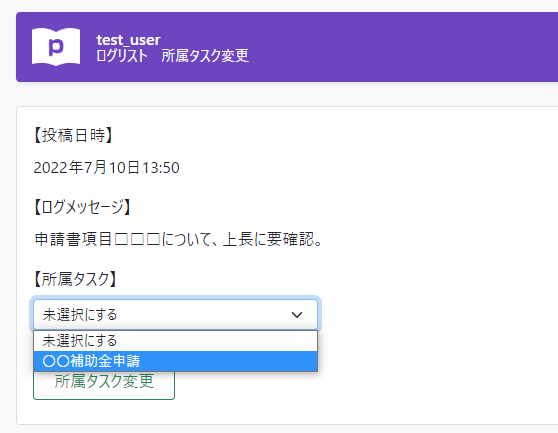 p
test_user
ログリスト　所属タスク変更
【投稿日時】
2022年7月10日13:50
【ログメッセージ】
申請書項目□□□について、上長に要確認。
【所属タスク】
未選択にする
未選択にする
〇〇補助金申請
所属タスク変更